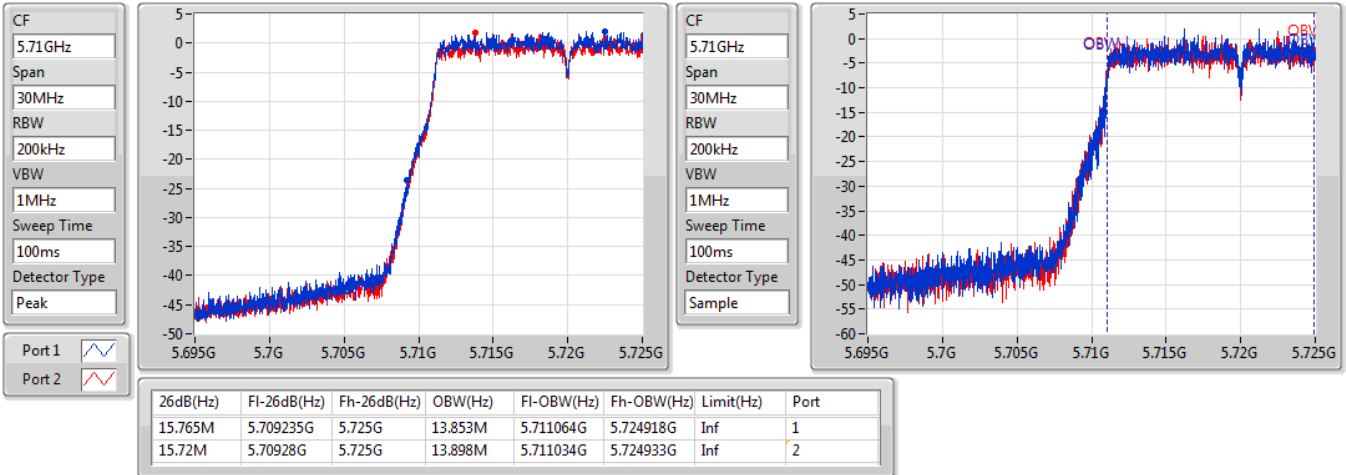 CF
5.71GHz
Span
30MHz
RBW
200kHz
VBW
1MHz
Sweep Time
100ms
Detector Type
Peak
Port 1
Port 2
5
0
-5
-10
-15
-20
-25
-30
-35
-40
-45
-50
5.695G 5.7G 5.705G 5.71G 5.715G 5.72G 5.725G
CF
5.71GHz
Span
30MHz
RBW
200kHz
VBW
1MHz
Sweep Time
100ms
Detector Type
Sample
5
0
-5
-10
-15
-20
-25
-30
-35
-40
-45
-50
-55
-60
OBW
5.695G 5.7G 5.705G 5.71G 5.715G 5.72G 5.725G
26dB(Hz) Fl-26dB(Hz) Fh-26dB(Hz) OBW(Hz) Fl-OBW(Hz) Fh-OBW(Hz) Limit(Hz) Port
15.765M 5.709235G 5.725G 13.853M 5.711064G 5.724918G Inf 1
15.72M 5.70928G 5.725G 13.898M 5.711034G 5.724933G Inf 2